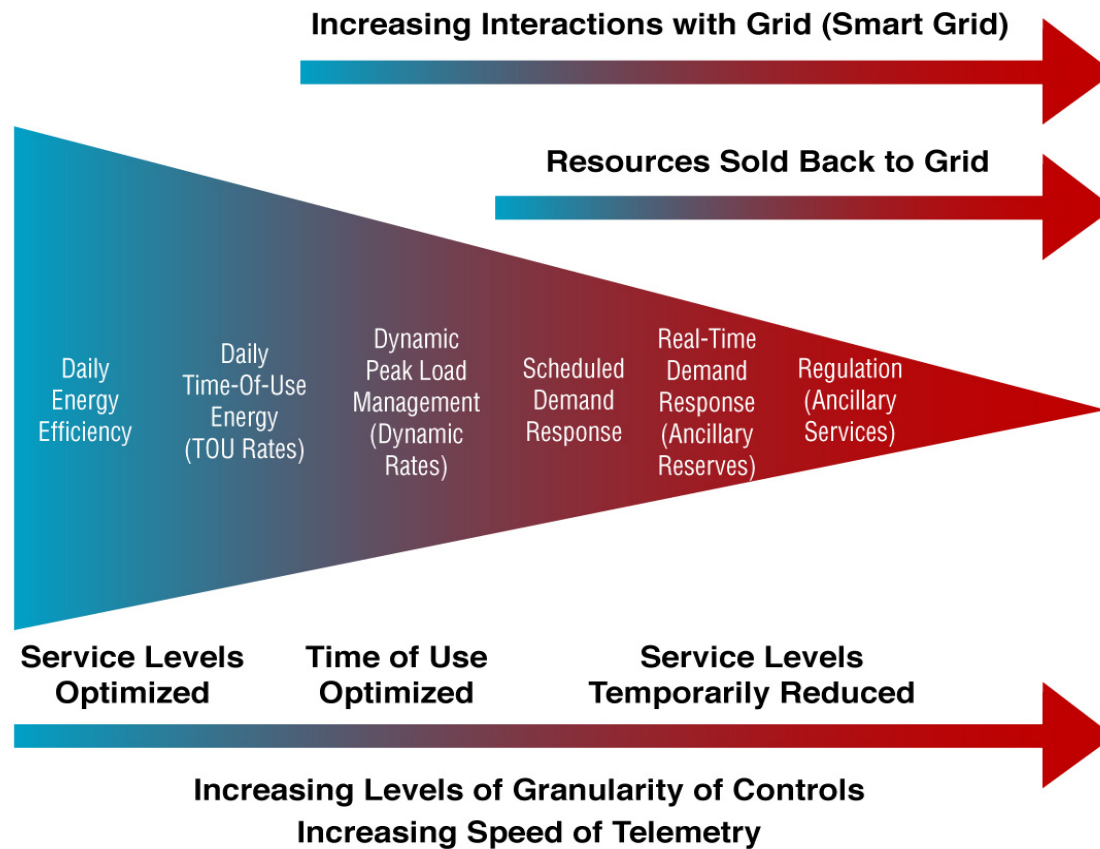 Increasing Interactions with Grid (Smart Grid)
Resources Sold Back to Grid
Daily
Energy
Efficiency
Daily
Time-Of-Use
Energy
(TOU Rates)
Dynamic
Peak Load
Management
(Dynamic
Rates)
Scheduled
Demand
Response
Real-Time
Demand
Response
(Ancillary
Reserves)
Regulation
(Ancillary
Services)
Service Levels
Optimized
Time of Use
Optimized
Service Levels
Temporarily Reduced
Increasing Levels of Granularity of Controls
Increasing Speed of Telemetry